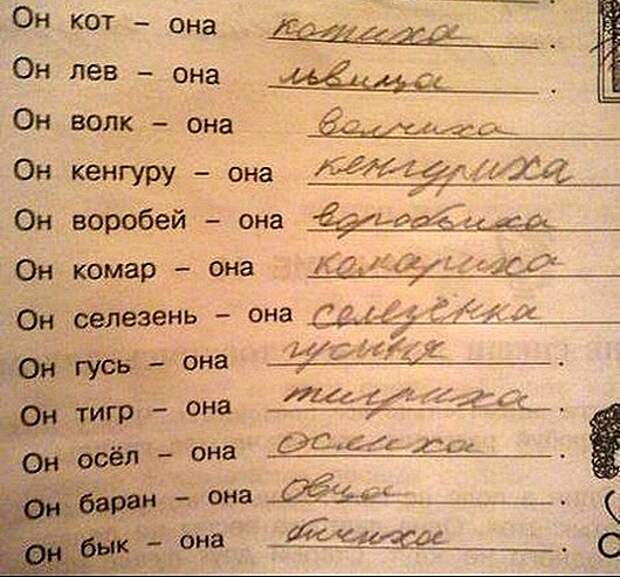 Он кот – она котиха.
Он лев – она львица.
Он волк – она волчиха
Он кенгуру – она кенгуриха
Он воробей – она воробьиха
Он комар – она комариха
Он селезень – она селезёнка
Он гусь – она гусыня.
Он тигр – она тигриха.
Он осёл – она ослиха.
Он баран – она овца.
Он бык – она бычиха.